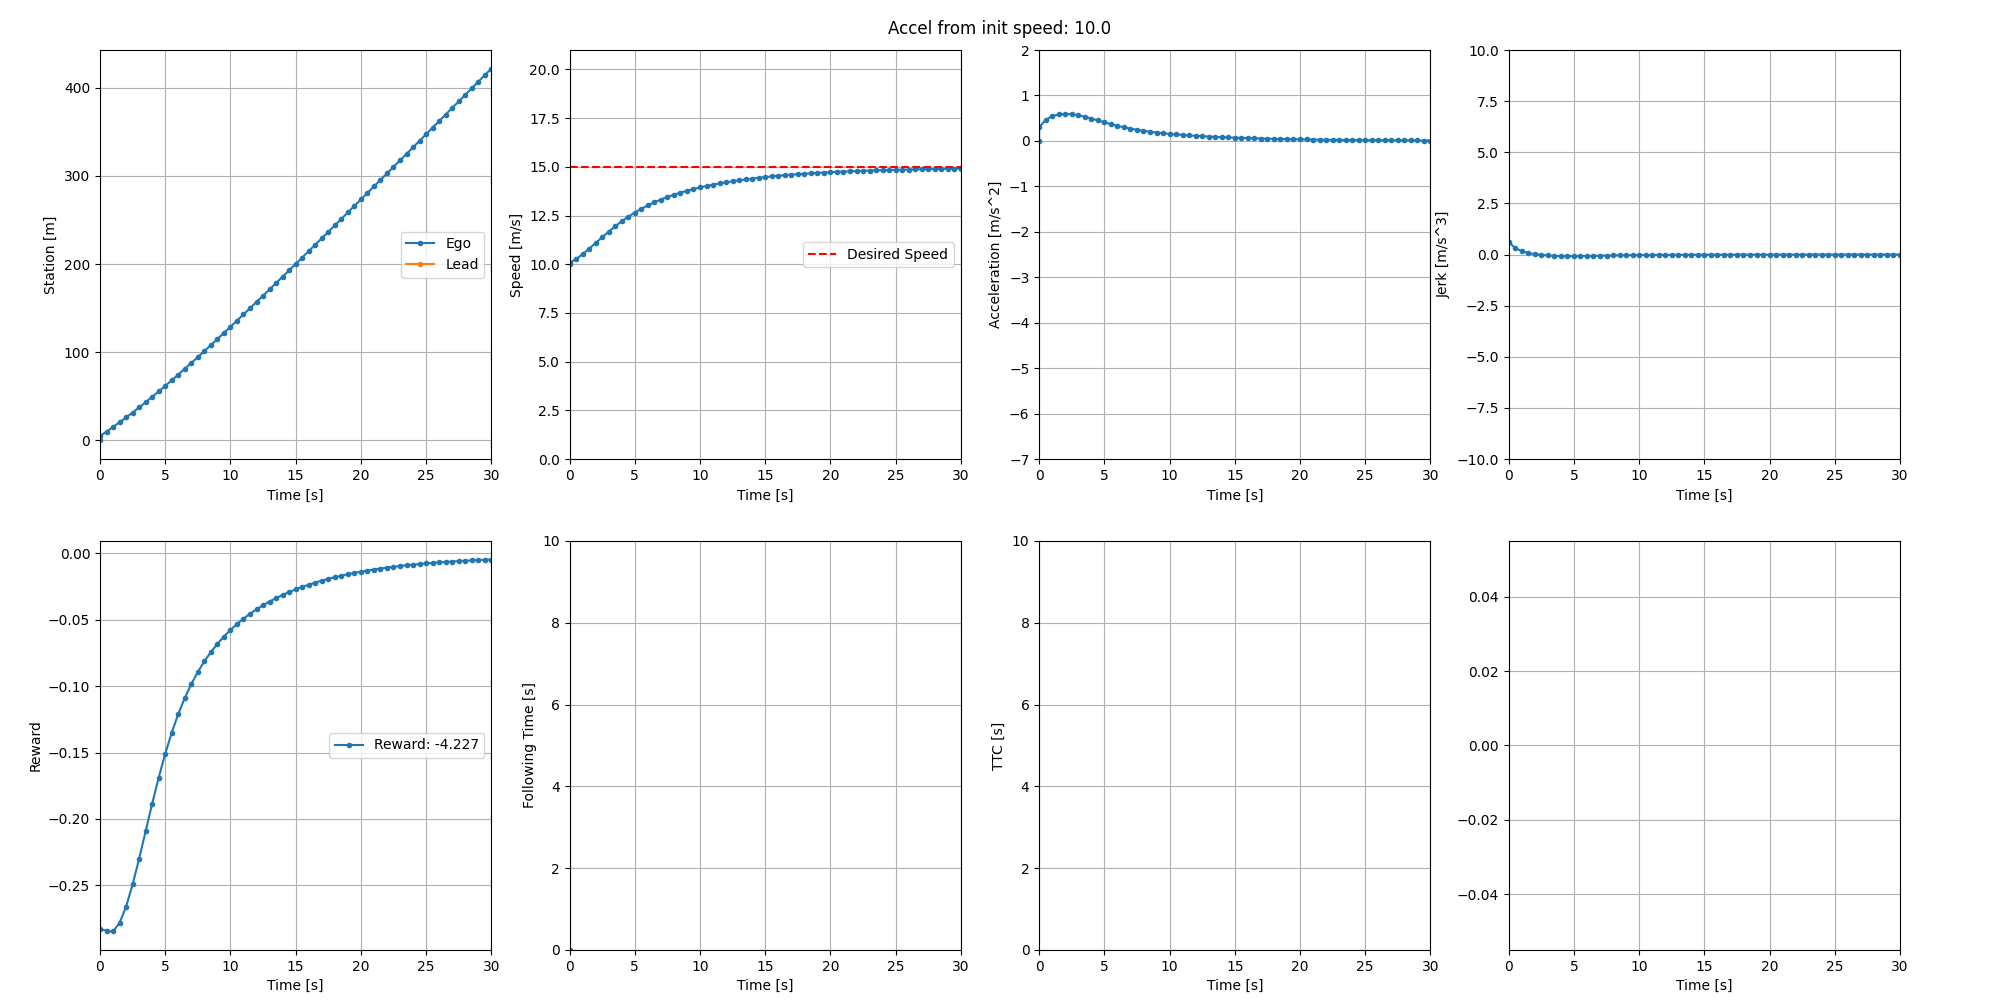 Accel from init speed: 10.0
Station [m]
400
300
200
100
0
Ego
Lead
0 5 10 15 20 25 30
Time [s]
Speed [m/s]
20.0
17.5
15.0
12.5
10.0
7.5
5.0
2.5
0.0
Desired Speed
0 5 10 15 20 25 30
Time [s]
Acceleration [m/s^2]
2
1
0
−1
−2
−3
−4
−5
−6
−7
0 5 10 15 20 25 30
Time [s]
Jerk [m/s^3]
10.0
7.5
5.0
2.5
0.0
−2.5
−5.0
−7.5
−10.0
0 5 10 15 20 25 30
Time [s]
Reward
0.00
−0.05
−0.10
−0.15
−0.20
−0.25
Reward: -4.227
0 5 10 15 20 25 30
Time [s]
Following Time [s]
10
8
6
4
2
0
0 5 10 15 20 25 30
Time [s]
TTC [s]
10
8
6
4
2
0
0 5 10 15 20 25 30
Time [s]
0.04
0.02
0.00
−0.02
−0.04
0 5 10 15 20 25 30
Time [s]